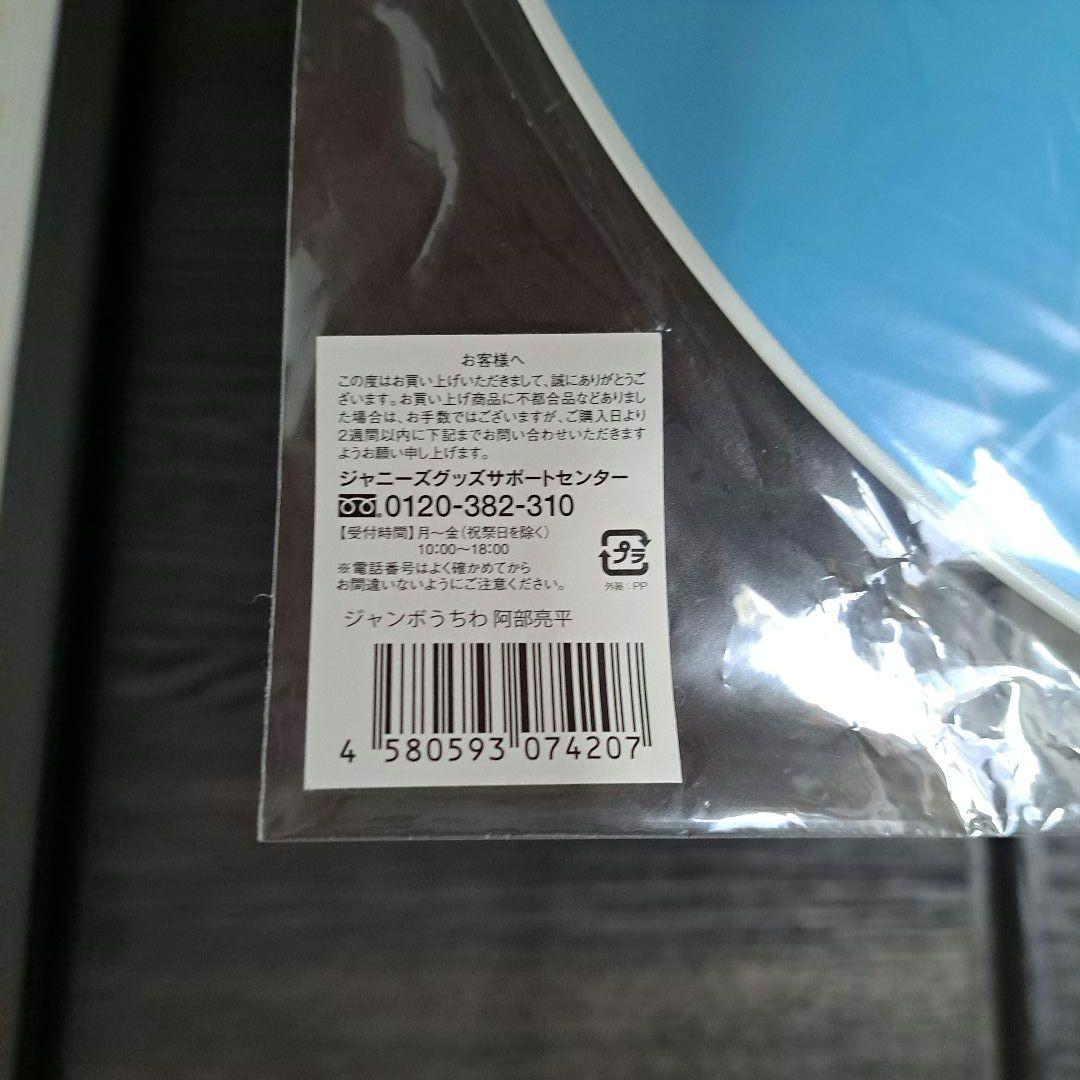 お客様へ
この度はお買い上げいただきまして、誠にありがとうご
ざいます。お買い上げ商品に不都合品などありまし
た場合は、お手数ではございますが、ご購入日より
2週間以内に下記までお問い合わせいただきます
ようお願い申し上げます。
ジャニーズグッズサポートセンター
0120-382-310
【受付時間】月〜金（祝祭日を除く）
10:00〜18:00
※電話番号はよく確かめてから
お間違いないようにご注意ください。
プラ
外装：PP
ジャンボうちわ 阿部亮平
4 580593 074207